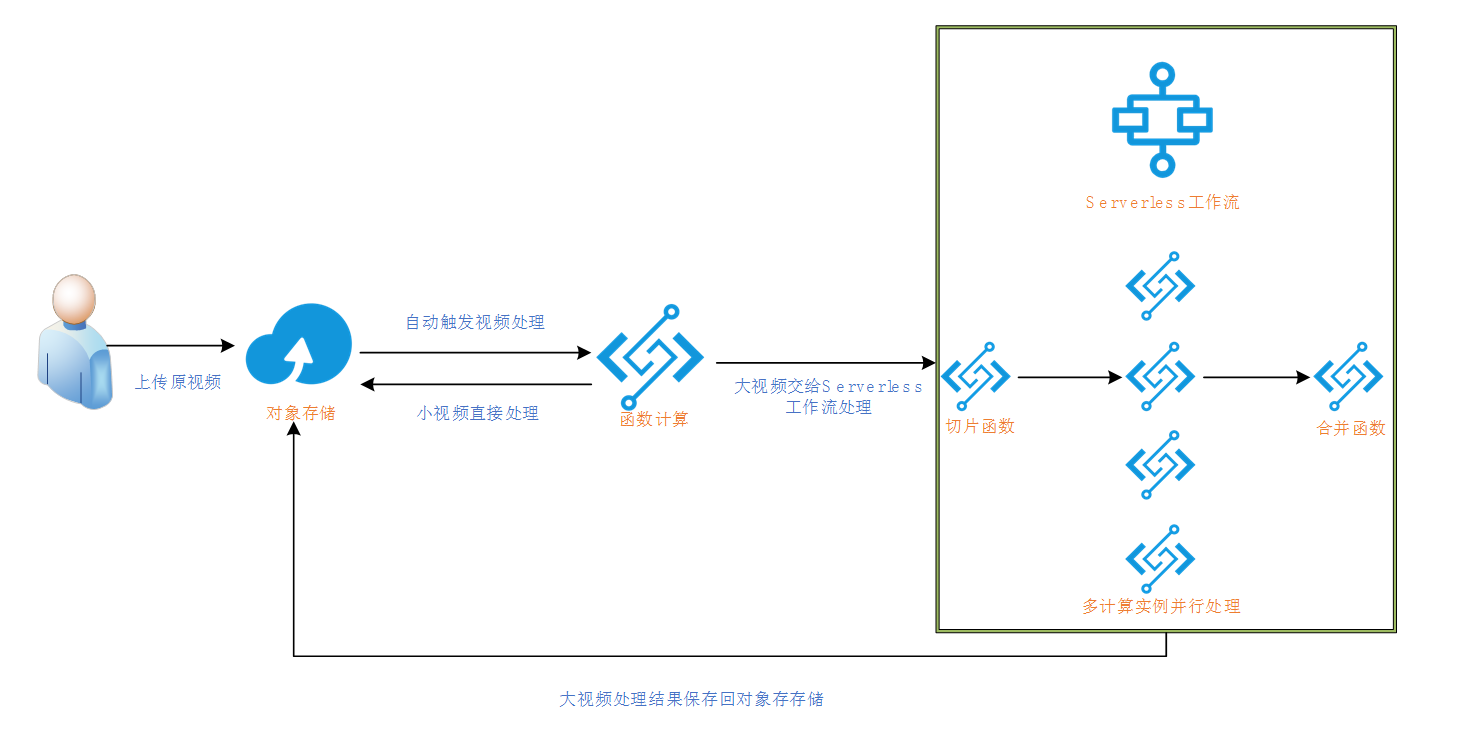 Serverless工作流
自动触发视频处理
上传原视频
大视频交给Serverless
工作流处理
对象存储
小视频直接处理
函数计算
切片函数
合并函数
多计算实例并行处理
大视频处理结果保存回对象存存储